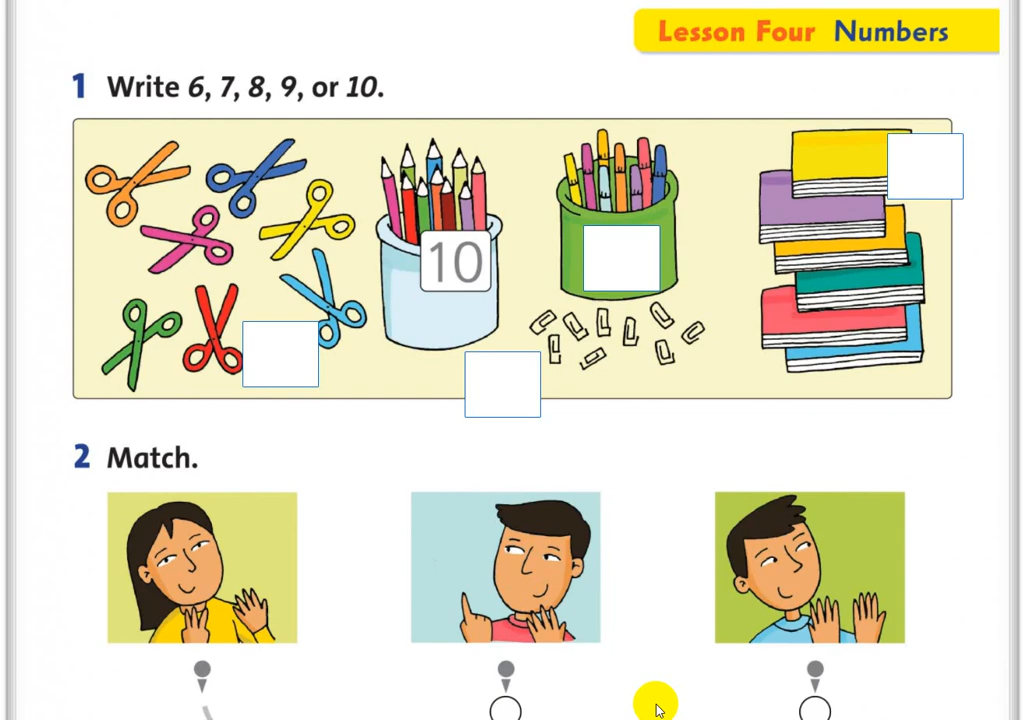 Lesson Four Numbers
1 Write 6, 7, 8, 9, or 10.
10
2 Match.